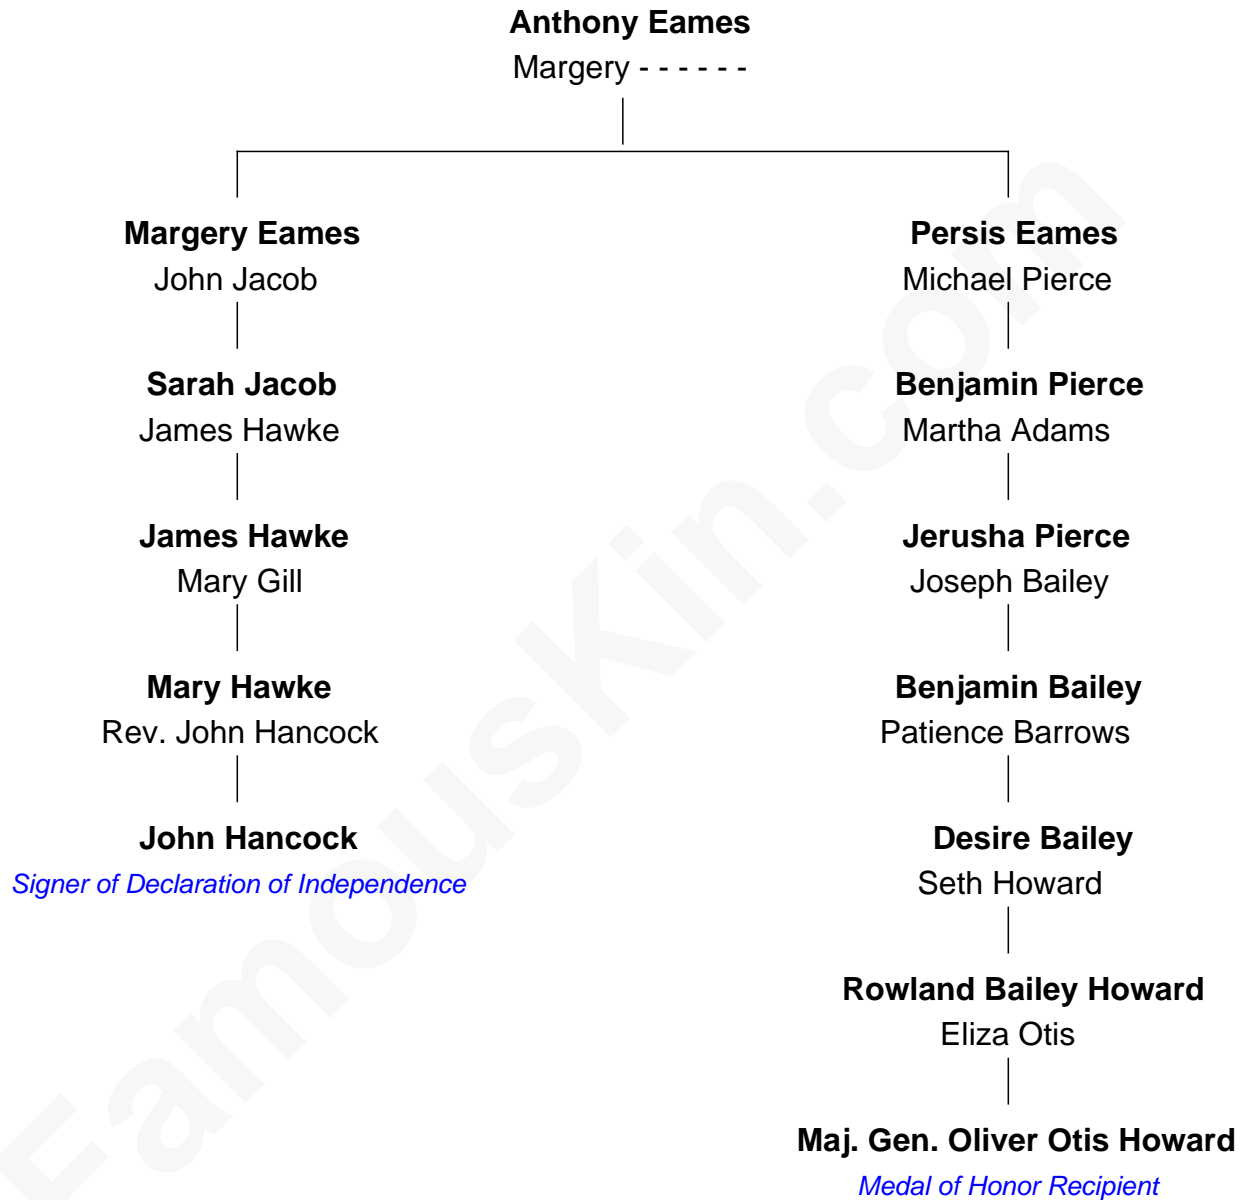 Anthony Eames
Margery - - - - - -
Margery Eames
John Jacob
Persis Eames
Michael Pierce
Sarah Jacob
James Hawke
Benjamin Pierce
Martha Adams
James Hawke
Mary Gill
Jerusha Pierce
Joseph Bailey
Mary Hawke
Rev. John Hancock
Benjamin Bailey
Patience Barrows
John Hancock
Signer of Declaration of Independence
Desire Bailey
Seth Howard
Rowland Bailey Howard
Eliza Otis
Maj. Gen. Oliver Otis Howard
Medal of Honor Recipient
FamousKin.com